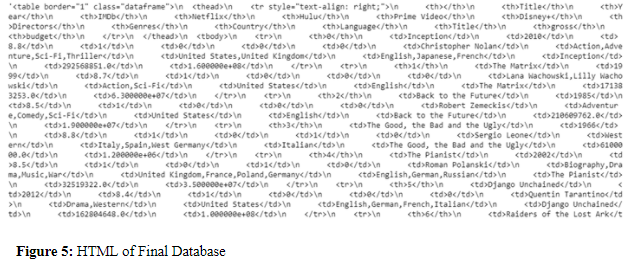 '<table border="1" class="dataframe">\n  <thead>\n    <tr style="text-align: right;">\n      <th></th>\n      <th>Title</th>\n      <th>Y
ear</th>\n      <th>IMDb</th>\n      <th>Netflix</th>\n      <th>Hulu</th>\n      <th>Prime Video</th>\n      <th>Disney+</th>\n      <th>
Directors</th>\n      <th>Genres</th>\n      <th>Country</th>\n      <th>Language</th>\n      <th>Title</th>\n      <th>gross</th>\n
<th>budget</th>\n    </tr>\n  </thead>\n  <tbody>\n    <tr>\n      <th>0</th>\n      <td>Inception</td>\n      <td>2010</td>\n      <td>
8.8</td>\n      <td>1</td>\n      <td>0</td>\n      <td>0</td>\n      <td>0</td>\n      <td>Christopher Nolan</td>\n      <td>Action,Adve
nture,Sci-Fi,Thriller</td>\n      <td>United States,United Kingdom</td>\n      <td>English,Japanese,French</td>\n      <td>Inception</td>
\n      <td>292568851.0</td>\n      <td>1.600000e+08</td>\n    </tr>\n    <tr>\n      <th>1</th>\n      <td>The Matrix</td>\n      <td>19
99</td>\n      <td>8.7</td>\n      <td>1</td>\n      <td>0</td>\n      <td>0</td>\n      <td>0</td>\n      <td>Lana Wachowski,Lilly Wacho
wski</td>\n      <td>Action,Sci-Fi</td>\n      <td>United States</td>\n      <td>English</td>\n      <td>The Matrix</td>\n      <td>17138
3253.0</td>\n      <td>6.300000e+07</td>\n    </tr>\n    <tr>\n      <th>2</th>\n      <td>Back to the Future</td>\n      <td>1985</td>\n
<td>8.5</td>\n      <td>1</td>\n      <td>0</td>\n      <td>0</td>\n      <td>0</td>\n      <td>Robert Zemeckis</td>\n      <td>Adventur
e,Comedy,Sci-Fi</td>\n      <td>United States</td>\n      <td>English</td>\n      <td>Back to the Future</td>\n      <td>210609762.0</td>
\n      <td>1.900000e+07</td>\n    </tr>\n    <tr>\n      <th>3</th>\n      <td>The Good, the Bad and the Ugly</td>\n      <td>1966</td>
\n      <td>8.8</td>\n      <td>1</td>\n      <td>0</td>\n      <td>1</td>\n      <td>0</td>\n      <td>Sergio Leone</td>\n      <td>West
ern</td>\n      <td>Italy,Spain,West Germany</td>\n      <td>Italian</td>\n      <td>The Good, the Bad and the Ugly</td>\n      <td>61000
00.0</td>\n      <td>1.200000e+06</td>\n    </tr>\n    <tr>\n      <th>4</th>\n      <td>The Pianist</td>\n      <td>2002</td>\n      <td
>8.5</td>\n      <td>1</td>\n      <td>0</td>\n      <td>1</td>\n      <td>0</td>\n      <td>Roman Polanski</td>\n      <td>Biography,Dra
ma,Music,War</td>\n      <td>United Kingdom,France,Poland,Germany</td>\n      <td>English,German,Russian</td>\n      <td>The Pianist</td>
\n      <td>32519322.0</td>\n      <td>3.500000e+07</td>\n    </tr>\n    <tr>\n      <th>5</th>\n      <td>Django Unchained</td>\n      <
td>2012</td>\n      <td>8.4</td>\n      <td>1</td>\n      <td>0</td>\n      <td>0</td>\n      <td>0</td>\n      <td>Quentin Tarantino</td
>\n      <td>Drama,Western</td>\n      <td>United States</td>\n      <td>English,German,French,Italian</td>\n      <td>Django Unchained</
td>\n      <td>162804648.0</td>\n      <td>1.000000e+08</td>\n    </tr>\n    <tr>\n      <th>6</th>\n      <td>Raiders of the Lost Ark</t
Figure 5: HTML of Final Database